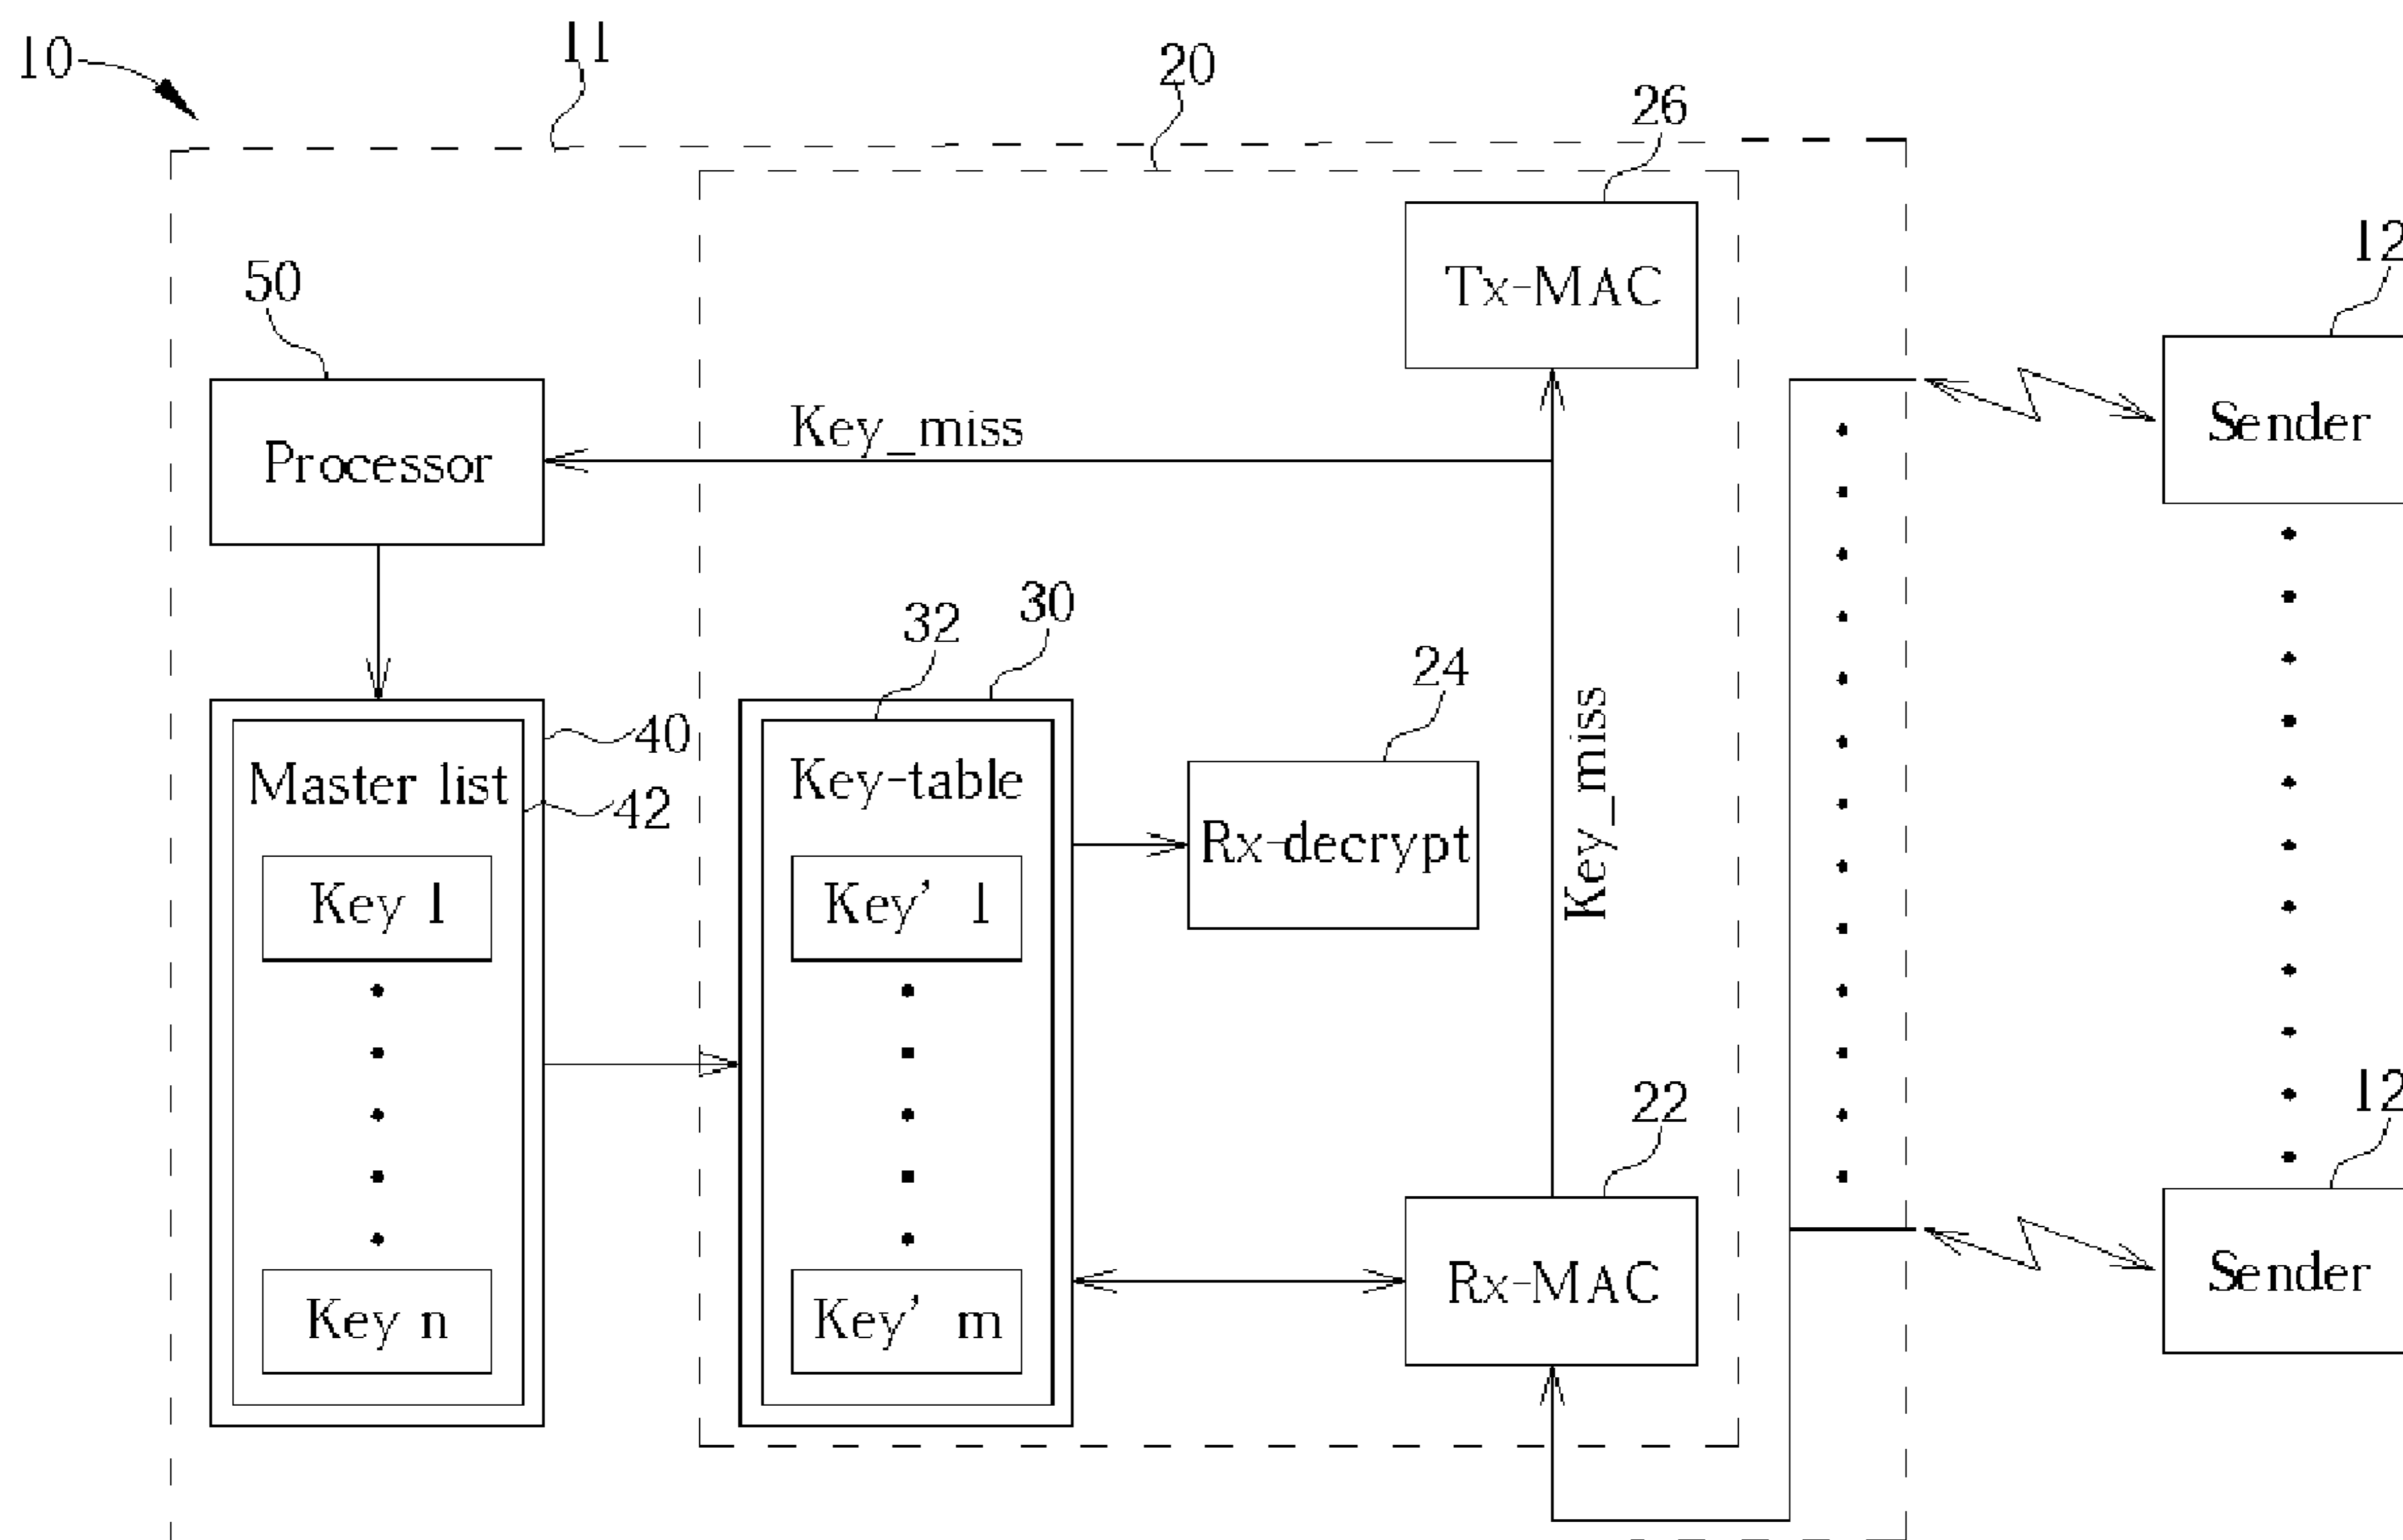 10
11
20
26
12
50
Tx-MAC
Sender
Processor
Key_miss
32
30
24
Key_miss
40
Master list
42
Key-table
Rx-decrypt
Key 1
Key' 1
22
12
Rx-MAC
Sender
Key n
Key' m